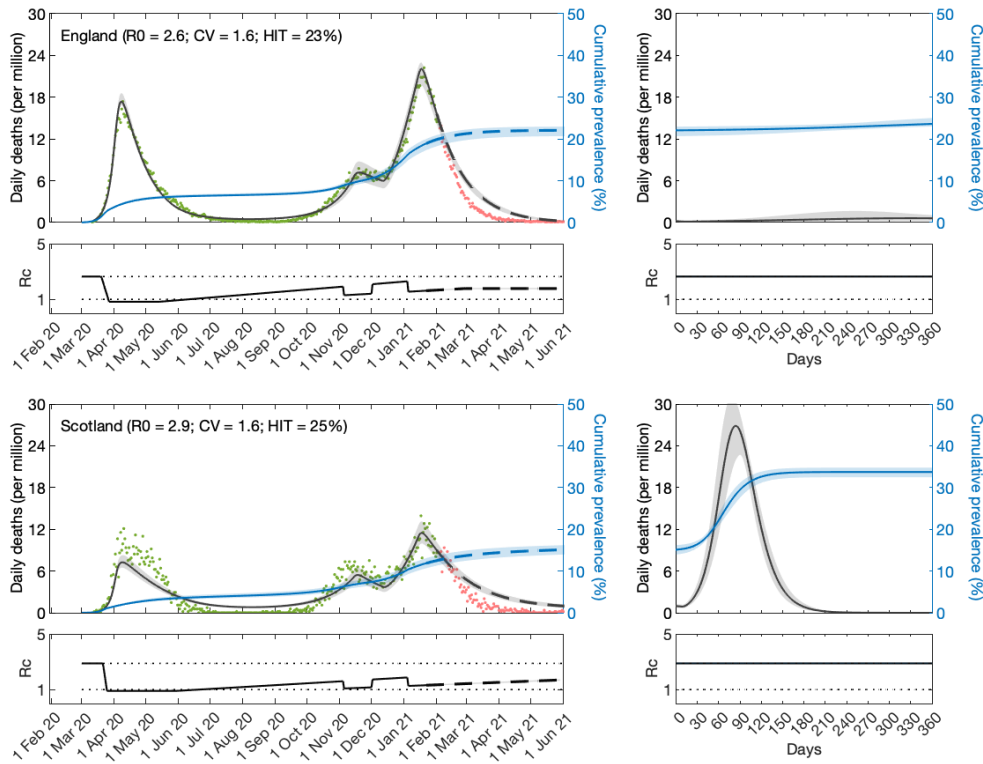 England (R0 = 2.6; CV = 1.6; HIT = 23%)
Daily deaths (per million)
30
24
18
12
6
0
Cumulative prevalence (%)
50
40
30
20
10
0
Rc
5
1
1 Feb 20
1 Mar 20
1 Apr 20
1 May 20
1 Jun 20
1 Jul 20
1 Aug 20
1 Sep 20
1 Oct 20
1 Nov 20
1 Dec 20
1 Jan 21
1 Feb 21
1 Mar 21
1 Apr 21
1 May 21
1 Jun 21
Daily deaths (per million)
30
24
18
12
6
0
Cumulative prevalence (%)
50
40
30
20
10
0
Rc
5
1
0
30
60
90
120
150
180
210
240
270
300
330
360
Days
Scotland (R0 = 2.9; CV = 1.6; HIT = 25%)
Daily deaths (per million)
30
24
18
12
6
0
Cumulative prevalence (%)
50
40
30
20
10
0
Rc
5
1
1 Feb 20
1 Mar 20
1 Apr 20
1 May 20
1 Jun 20
1 Jul 20
1 Aug 20
1 Sep 20
1 Oct 20
1 Nov 20
1 Dec 20
1 Jan 21
1 Feb 21
1 Mar 21
1 Apr 21
1 May 21
1 Jun 21
Daily deaths (per million)
30
24
18
12
6
0
Cumulative prevalence (%)
50
40
30
20
10
0
Rc
5
1
0
30
60
90
120
150
180
210
240
270
300
330
360
Days